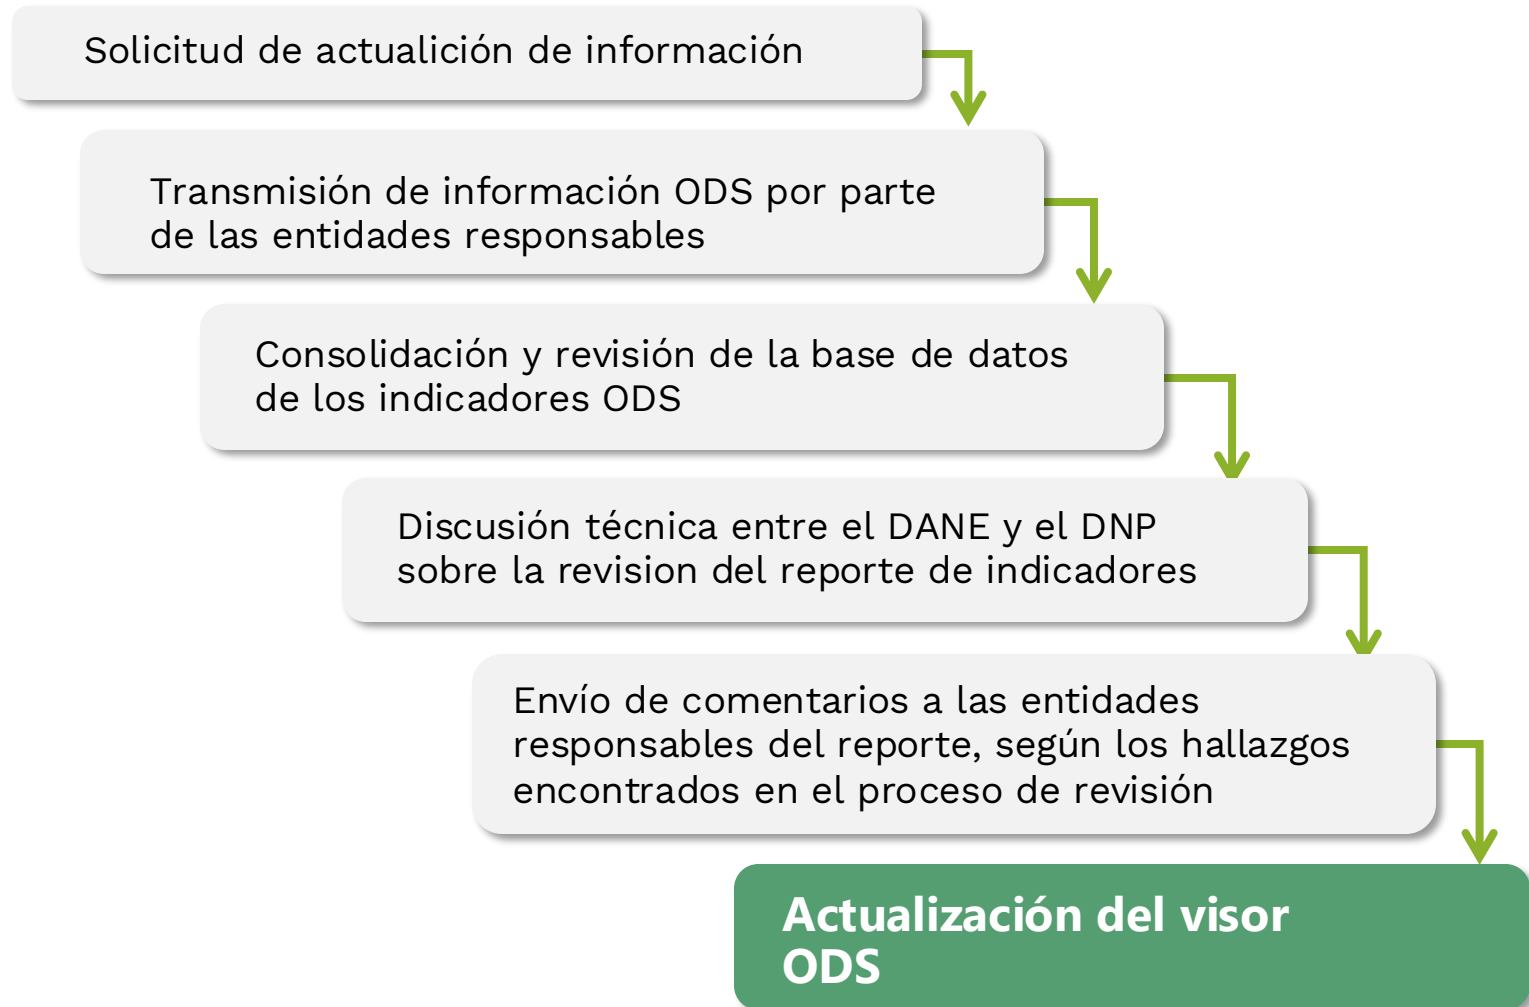 Solicitud de actualición de información
Transmisión de información ODS por parte
de las entidades responsables
Consolidación y revisión de la base de datos
de los indicadores ODS
Discusión técnica entre el DANE y el DNP
sobre la revision del reporte de indicadores
Envío de comentarios a las entidades
responsables del reporte, según los hallazgos
encontrados en el proceso de revisión
Actualización del visor
ODS